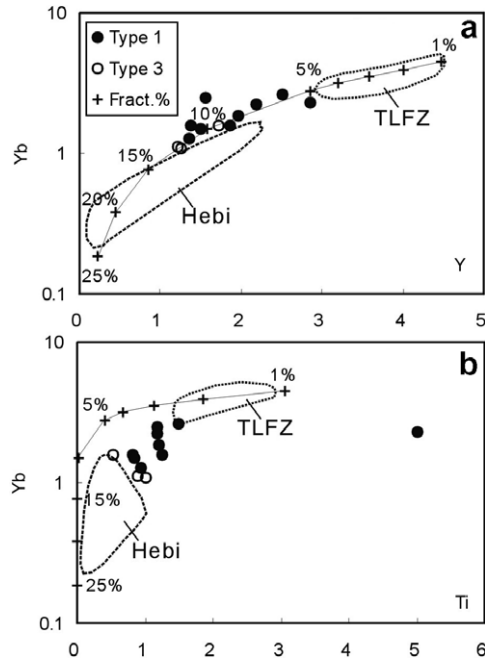 a
10
Type 1
Type 3
Fract.%
1%
5%
10%
TLFZ
Yb
1
15%
20%
Hebi
25%
Y
0.1
0 1 2 3 4 5
b
10
1%
5%
TLFZ
Yb
1
15%
Hebi
25%
Ti
0.1
0 1 2 3 4 5 6